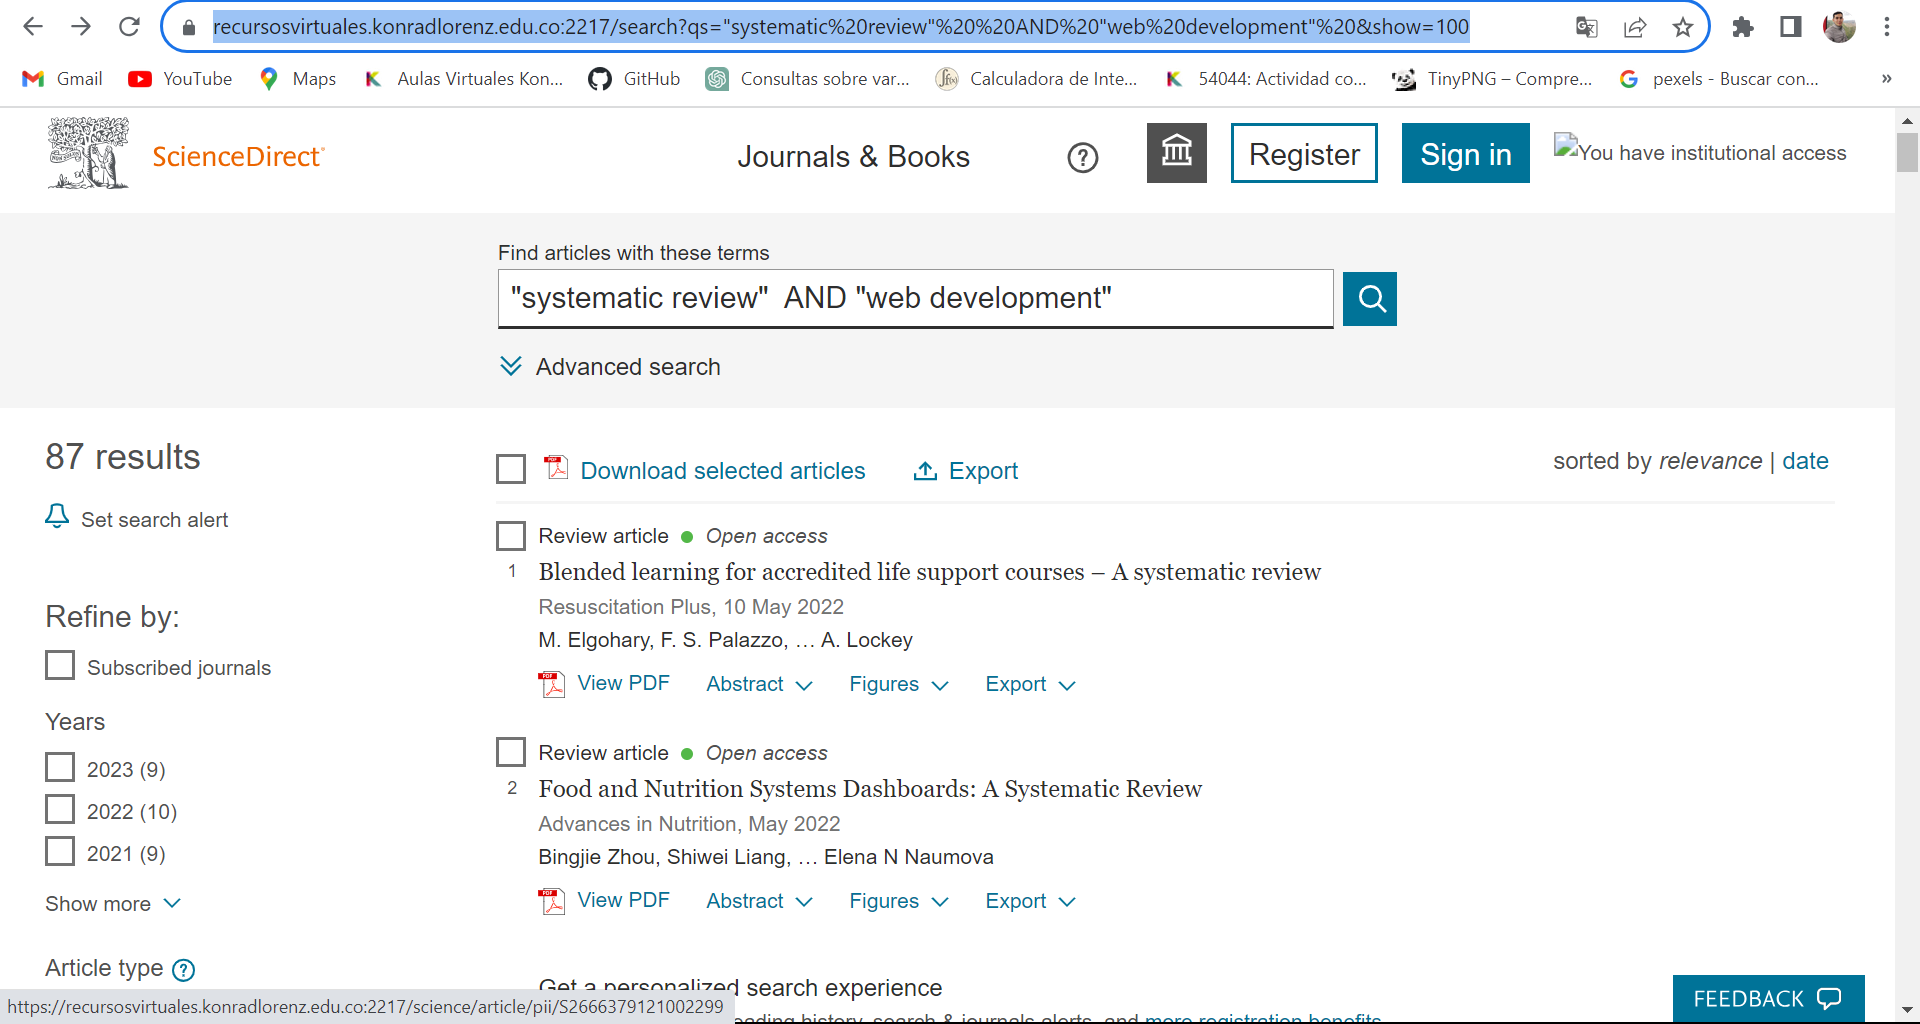 recursosvirtuales.konradlorenz.edu.co:2217/search?qs="systematic%20review"%20%20AND%20"web%20development"%20&show=100
Gmail YouTube Maps Aulas Virtuales Kon... GitHub Consultas sobre var... Calculadora de Inte... 54044: Actividad co... TinyPNG – Compre... pexels - Buscar con... »
ScienceDirect Journals & Books Register Sign in You have institutional access
Find articles with these terms
"systematic review"  AND "web development"
Advanced search
87 results
Set search alert
Refine by:
Subscribed journals
Years
2023 (9)
2022 (10)
2021 (9)
Show more
Article type
Download selected articles Export sorted by relevance | date
Review article Open access
1 Blended learning for accredited life support courses – A systematic review
Resuscitation Plus, 10 May 2022
M. Elgohary, F. S. Palazzo, … A. Lockey
View PDF Abstract Figures Export
Review article Open access
2 Food and Nutrition Systems Dashboards: A Systematic Review
Advances in Nutrition, May 2022
Bingjie Zhou, Shiwei Liang, … Elena N Naumova
View PDF Abstract Figures Export
Get a personalized search experience
history, search & journals alerts, and more registration benefits
FEEDBACK
https://recursosvirtuales.konradlorenz.edu.co:2217/science/article/pii/S2666379121002299